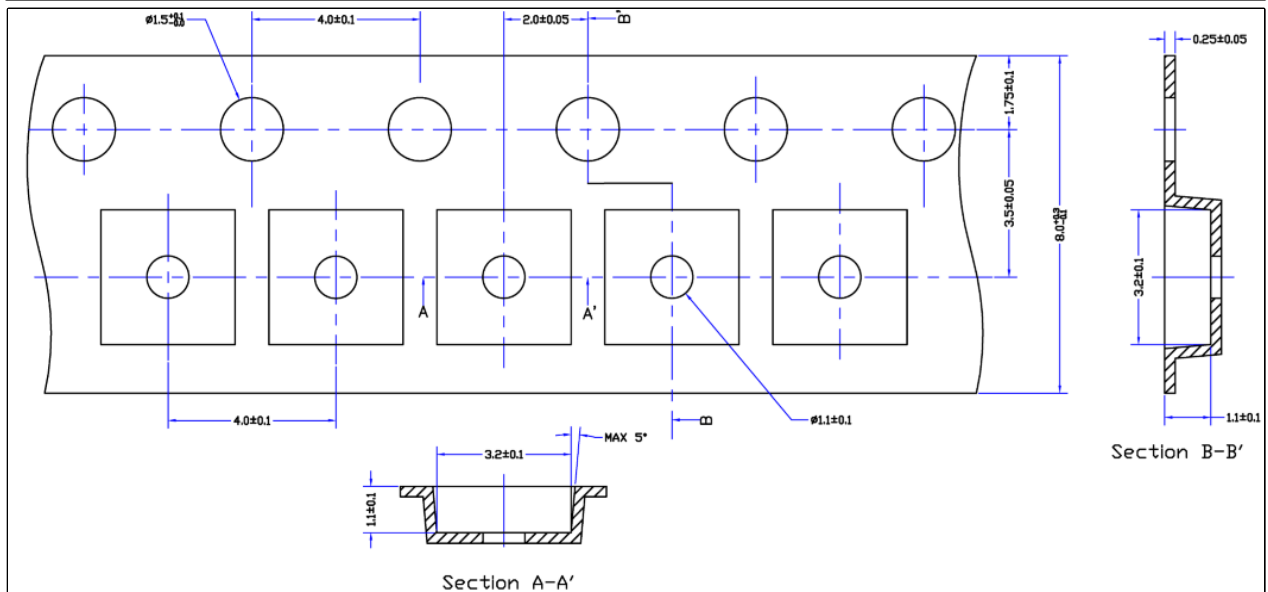 ø1.5+0.1-0.0
4.0±0.1
2.0±0.05
B'
0.25±0.05
1.75±0.1
3.5±0.05
8.0+0.3-0.1
3.2±0.1
A
A'
4.0±0.1
B
ø1.1±0.1
1.1±0.1
Section B-B'
MAX 5°
3.2±0.1
1.1±0.1
Section A-A'